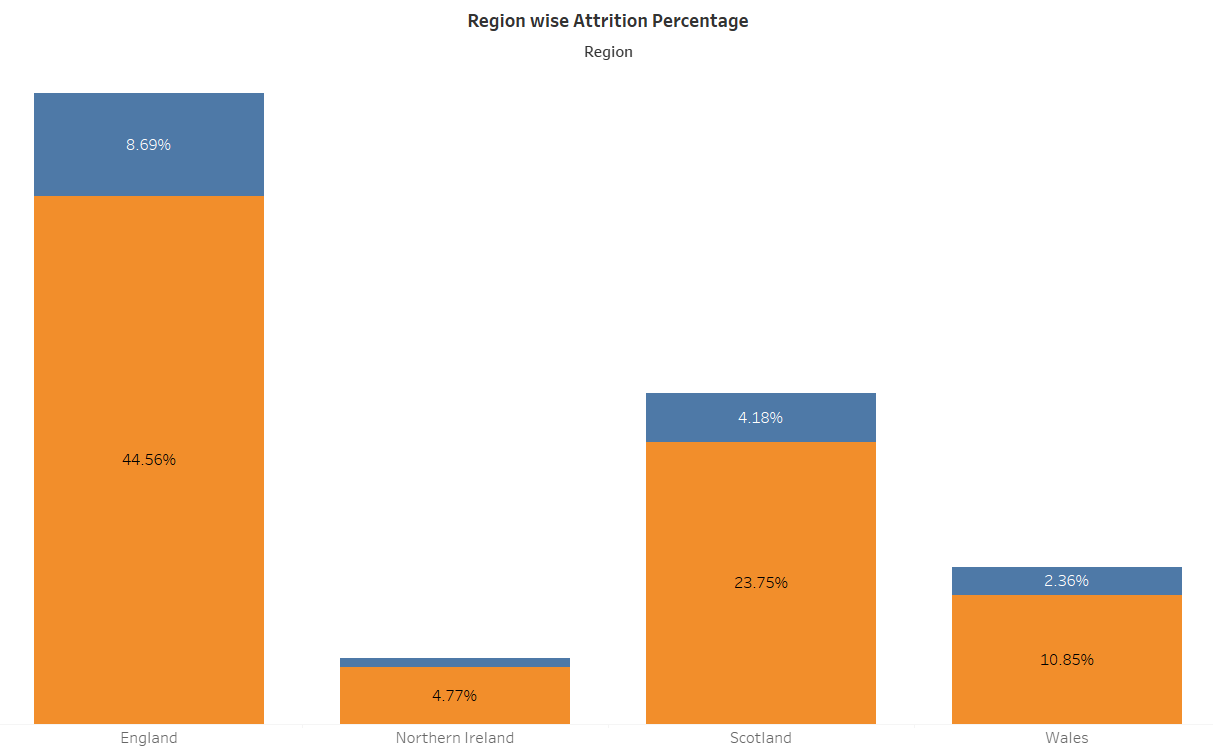 Region wise Attrition Percentage
Region
8.69%
44.56%
4.77%
4.18%
23.75%
2.36%
10.85%
England Northern Ireland Scotland Wales